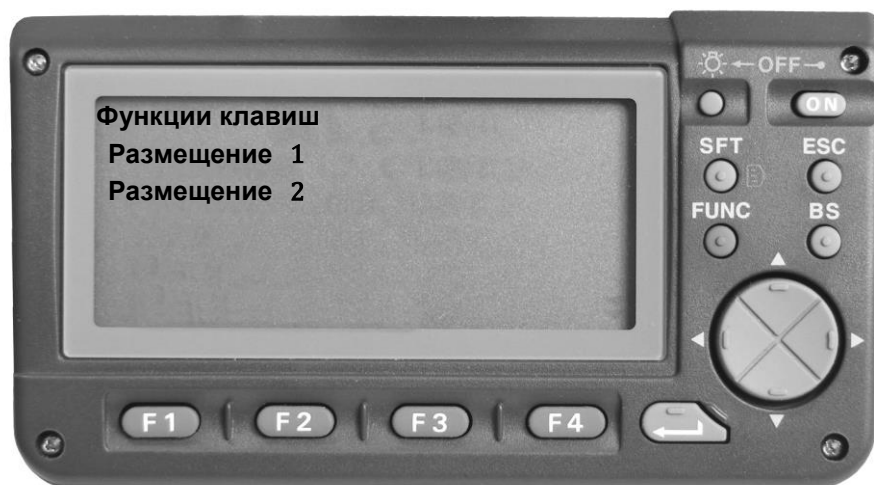 Функции клавиш
Размещение 1
Размещение 2
←OFF→
ON
SFT ESC
FUNC BS
F1 F2 F3 F4